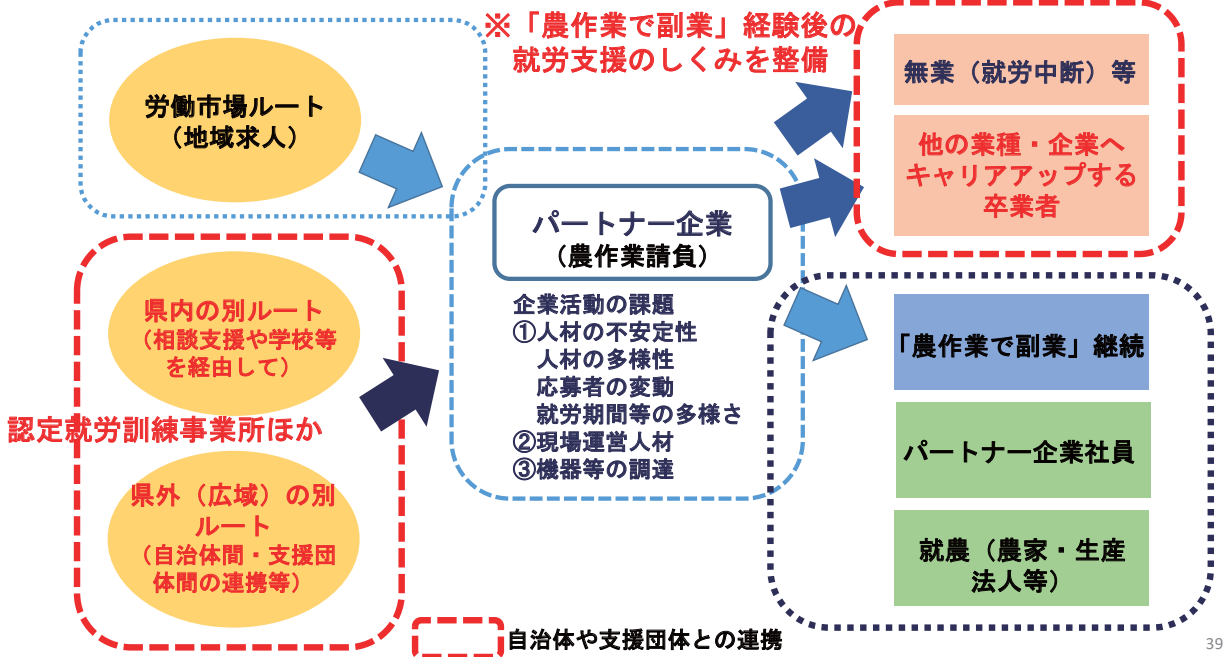 ※「農作業で副業」経験後の
就労支援のしくみを整備
労働市場ルート
（地域求人）
県内の別ルート
（相談支援や学校等
を経由して）
認定就労訓練事業所ほか
県外（広域）の別
ルート
（自治体間・支援団
体間の連携等）
パートナー企業
（農作業請負）
企業活動の課題
①人材の不安定性
人材の多様性
応募者の変動
就労期間等の多様さ
②現場運営人材
③機器等の調達
無業（就労中断）等
他の業種・企業へ
キャリアアップする
卒業者
「農作業で副業」継続
パートナー企業社員
就農（農家・生産
法人等）
自治体や支援団体との連携
39